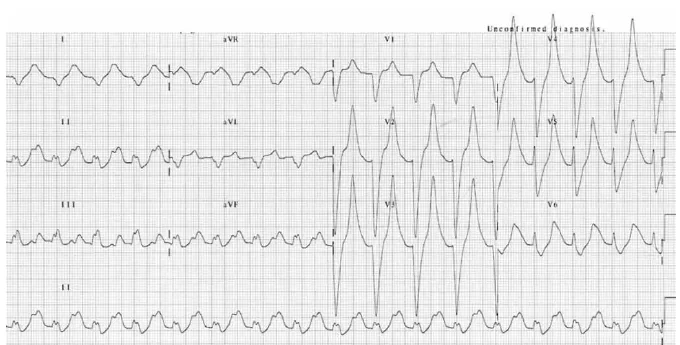 Unconfirmed diagnosis.
I aVR V1 V4
II aVL V2 V5
III aVF V3 V6
II